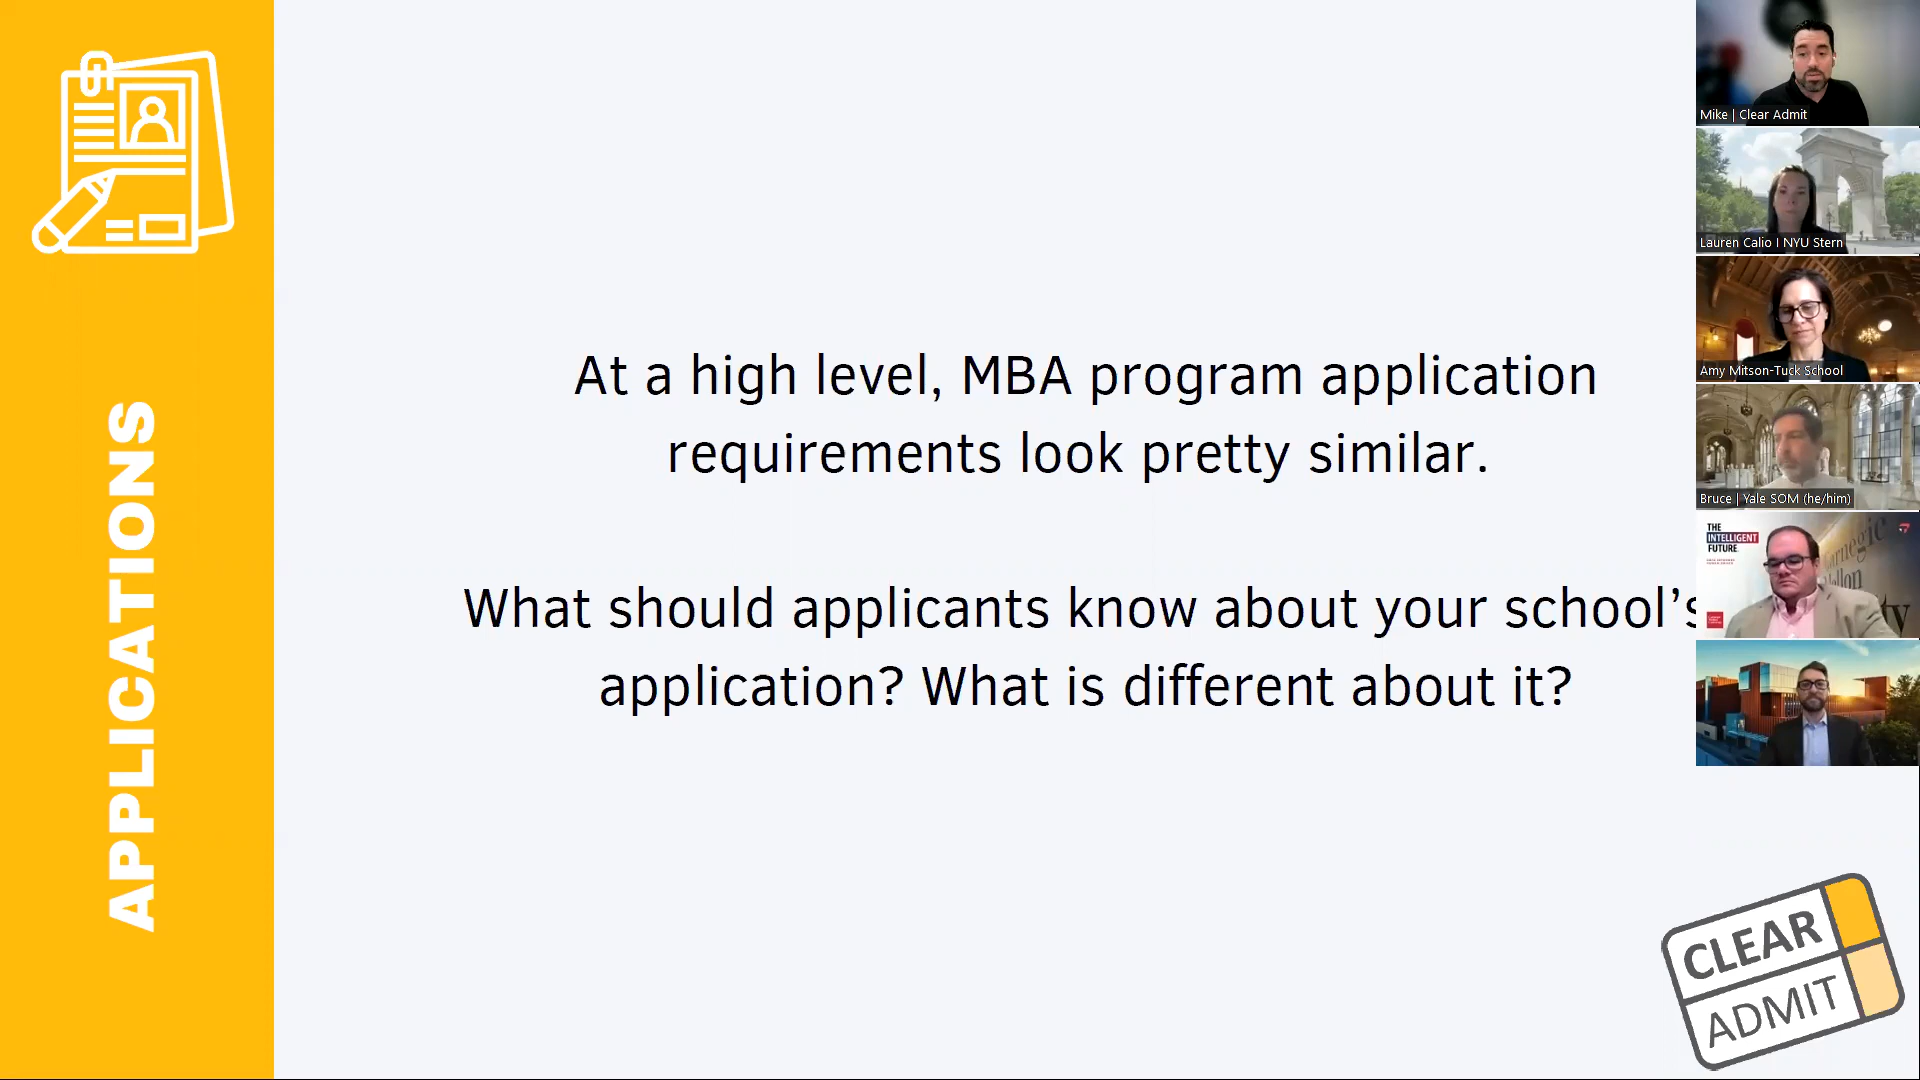 APPLICATIONS
At a high level, MBA program application
requirements look pretty similar.
What should applicants know about your school's
application? What is different about it?
Mike | Clear Admit
Lauren Calio I NYU Stern
Amy Mitson-Tuck School
Bruce | Yale SOM (he/him)
THE
INTELLIGENT
FUTURE
Carnegie
CLEAR
ADMIT